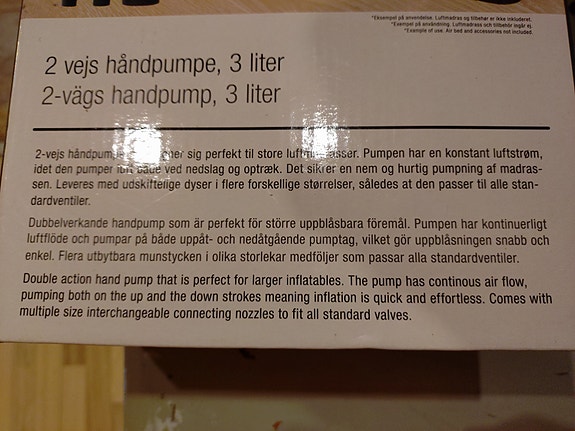 *Eksempel på anvendelse. Luftmadras og tilbehør er ikke inkluderet.
*Exempel på användning. Luftmadrass och tillbehör ingår ej.
*Example of use. Air bed and accessories not included.
2 vejs håndpumpe, 3 liter
2-vägs handpump, 3 liter
2-vejs håndpumpe sig perfekt til store Pumpen har en konstant luftstrøm,
idet den pumper luft både ved nedslag og optræk. Det sikrer en nem og hurtig pumpning af madras-
sen. Leveres med udskiftelige dyser i flere forskellige størrelser, således at den passer til alle stan-
dardventiler.
Dubbelverkande handpump som är perfekt för större uppblåsbara föremål. Pumpen har kontinuerligt
luftflöde och pumpar på både uppåt- och nedåtgående pumptag, vilket gör uppblåsningen snabb och
enkel. Flera utbytbara munstycken i olika storlekar medföljer som passar alla standardventiler.
Double action hand pump that is perfect for larger inflatables. The pump has continous air flow,
pumping both on the up and the down strokes meaning inflation is quick and effortless. Comes with
multiple size interchangeable connecting nozzles to fit all standard valves.